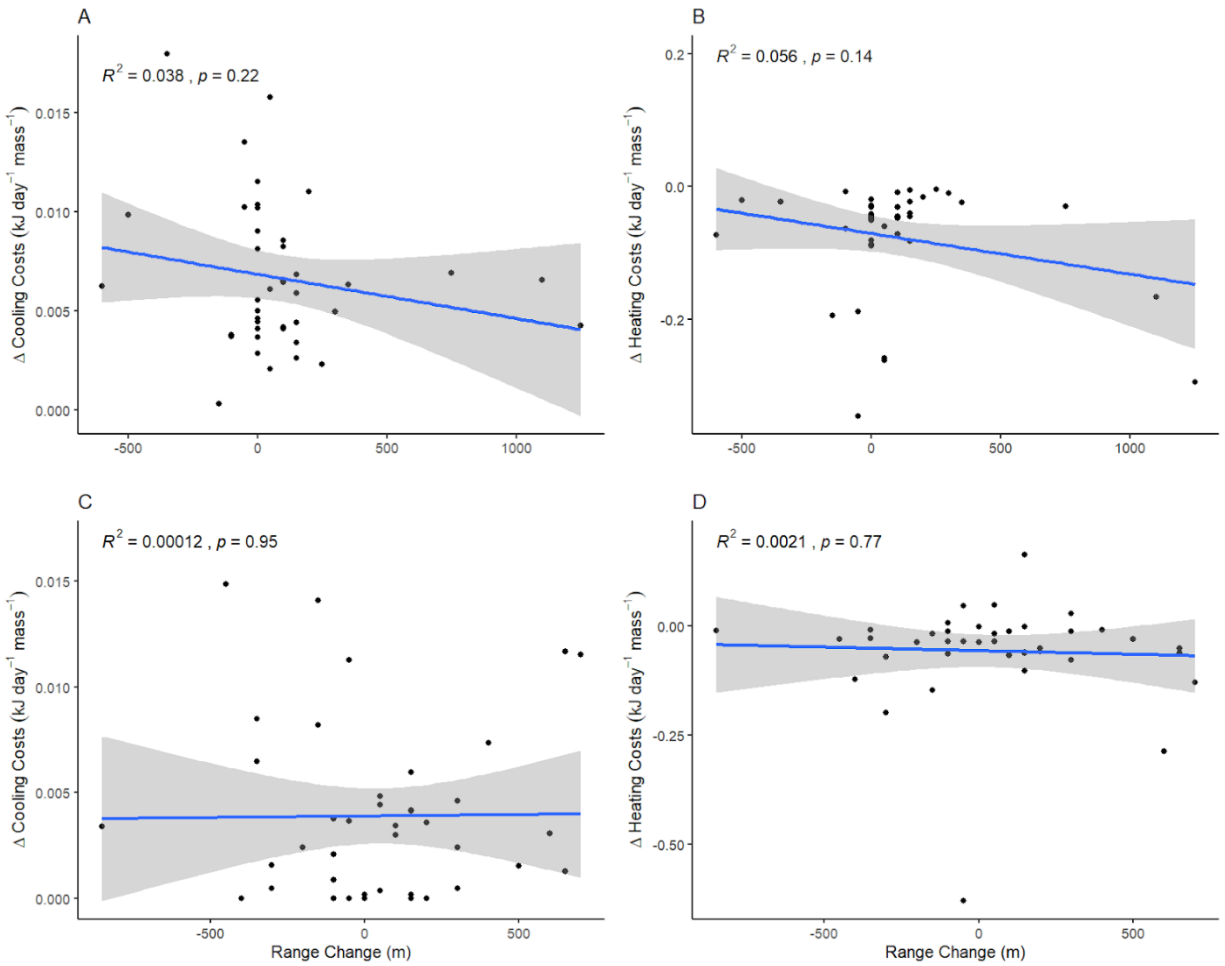 A
R² = 0.038 , p = 0.22
Δ Cooling Costs (kJ day⁻¹ mass⁻¹)
0.015
0.010
0.005
0.000
-500 0 500 1000
B
R² = 0.056 , p = 0.14
Δ Heating Costs (kJ day⁻¹ mass⁻¹)
0.2
-0.0
-0.2
-500 0 500 1000
C
R² = 0.00012 , p = 0.95
Δ Cooling Costs (kJ day⁻¹ mass⁻¹)
0.015
0.010
0.005
0.000
-500 0 500
Range Change (m)
D
R² = 0.0021 , p = 0.77
Δ Heating Costs (kJ day⁻¹ mass⁻¹)
0.00
-0.25
-0.50
-500 0 500
Range Change (m)